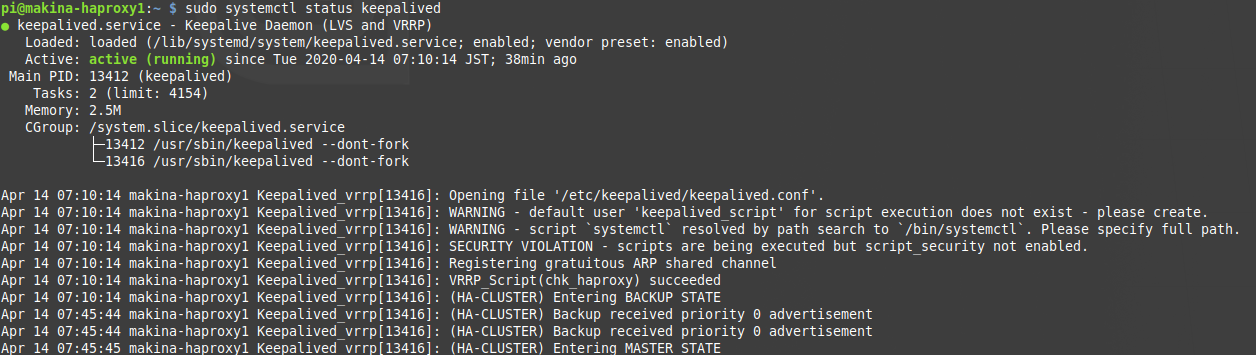 pi@makina-haproxy1:~ $ sudo systemctl status keepalived
● keepalived.service - Keepalive Daemon (LVS and VRRP)
   Loaded: loaded (/lib/systemd/system/keepalived.service; enabled; vendor preset: enabled)
   Active: active (running) since Tue 2020-04-14 07:10:14 JST; 38min ago
 Main PID: 13412 (keepalived)
    Tasks: 2 (limit: 4154)
   Memory: 2.5M
   CGroup: /system.slice/keepalived.service
           ├─13412 /usr/sbin/keepalived --dont-fork
           └─13416 /usr/sbin/keepalived --dont-fork

Apr 14 07:10:14 makina-haproxy1 Keepalived_vrrp[13416]: Opening file '/etc/keepalived/keepalived.conf'.
Apr 14 07:10:14 makina-haproxy1 Keepalived_vrrp[13416]: WARNING - default user 'keepalived_script' for script execution does not exist - please create.
Apr 14 07:10:14 makina-haproxy1 Keepalived_vrrp[13416]: WARNING - script `systemctl` resolved by path search to `/bin/systemctl`. Please specify full path.
Apr 14 07:10:14 makina-haproxy1 Keepalived_vrrp[13416]: SECURITY VIOLATION - scripts are being executed but script_security not enabled.
Apr 14 07:10:14 makina-haproxy1 Keepalived_vrrp[13416]: Registering gratuitous ARP shared channel
Apr 14 07:10:14 makina-haproxy1 Keepalived_vrrp[13416]: VRRP_Script(chk_haproxy) succeeded
Apr 14 07:10:14 makina-haproxy1 Keepalived_vrrp[13416]: (HA-CLUSTER) Entering BACKUP STATE
Apr 14 07:45:44 makina-haproxy1 Keepalived_vrrp[13416]: (HA-CLUSTER) Backup received priority 0 advertisement
Apr 14 07:45:44 makina-haproxy1 Keepalived_vrrp[13416]: (HA-CLUSTER) Backup received priority 0 advertisement
Apr 14 07:45:45 makina-haproxy1 Keepalived_vrrp[13416]: (HA-CLUSTER) Entering MASTER STATE